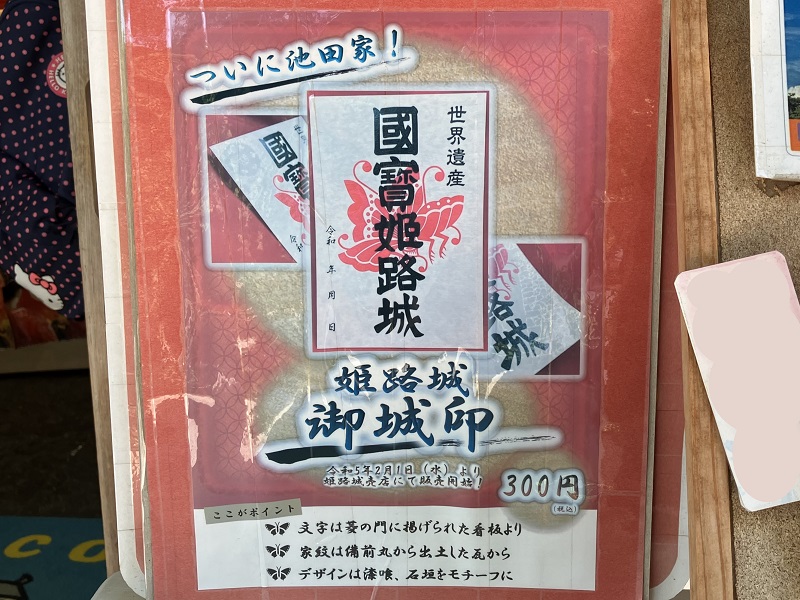 ついに池田家！
世界遺産
國寳姫路城
令和 年 月 日
姫路城
御城印
令和5年2月1日（水）より
姫路城売店にて販売開始！
300円
（税込）
ここがポイント
文字は菱の門に掲げられた看板より
家紋は備前丸から出土した瓦から
デザインは漆喰、石垣をモチーフに